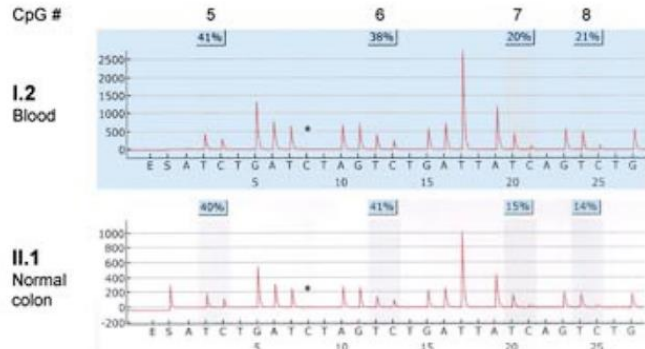 CpG # 5 6 7 8
41% 38% 20% 21%
I.2
Blood
2500
2000
1500
1000
500
0
*
E S A T C T G A T C T A G T C T G A T T A T C A G T C T G
5 10 15 20 25
40% 41% 15% 14%
II.1
Normal
colon
1000
800
600
400
200
0
-200
*
E S A T C T G A T C T A G T C T G A T T A T C A G T C T G
5 10 15 20 25